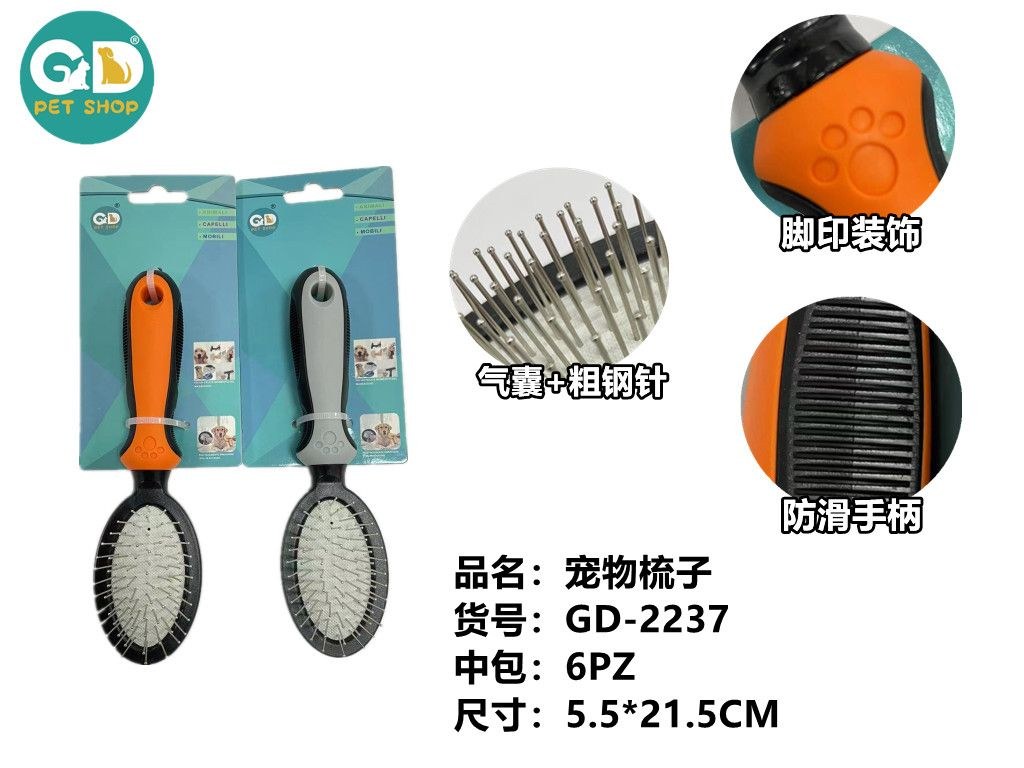 GD®
PET SHOP
GD
PET SHOP
• ANIMALI
• CAPELLI
• MOBILI
GD
PET SHOP
• ANIMALI
• CAPELLI
• MOBILI
脚印装饰
气囊+粗钢针
防滑手柄
品名：宠物梳子
货号：GD-2237
中包：6PZ
尺寸：5.5*21.5CM